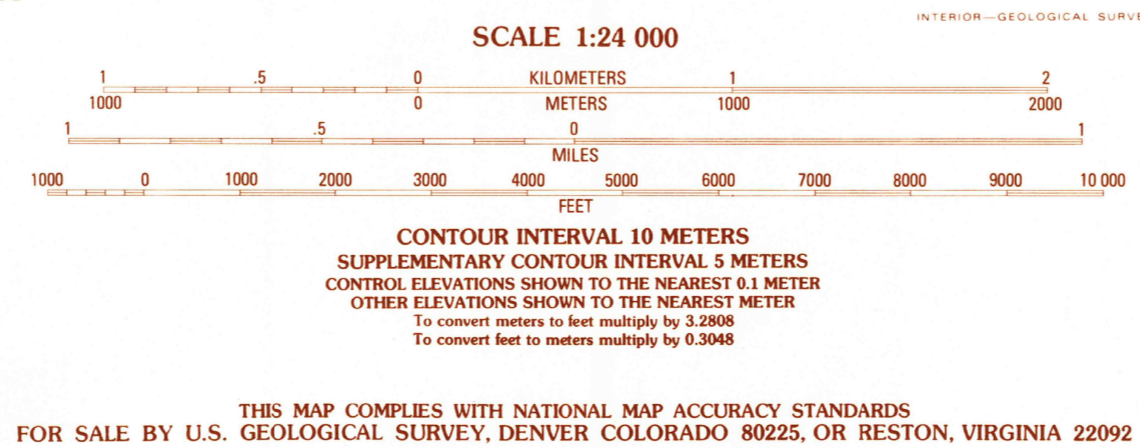 INTERIOR—GEOLOGICAL
SCALE 1:24 000
1 .5 0 KILOMETERS 1 2
1000 0 METERS 1000 2000
1 .5 0 1
MILES
1000 0 1000 2000 3000 4000 5000 6000 7000 8000 9000 10 000
FEET
CONTOUR INTERVAL 10 METERS
SUPPLEMENTARY CONTOUR INTERVAL 5 METERS
CONTROL ELEVATIONS SHOWN TO THE NEAREST 0.1 METER
OTHER ELEVATIONS SHOWN TO THE NEAREST METER
To convert meters to feet multiply by 3.2808
To convert feet to meters multiply by 0.3048
THIS MAP COMPLIES WITH NATIONAL MAP ACCURACY STANDARDS
FOR SALE BY U.S. GEOLOGICAL SURVEY, DENVER COLORADO 80225, OR RESTON, VIRGINIA 22092